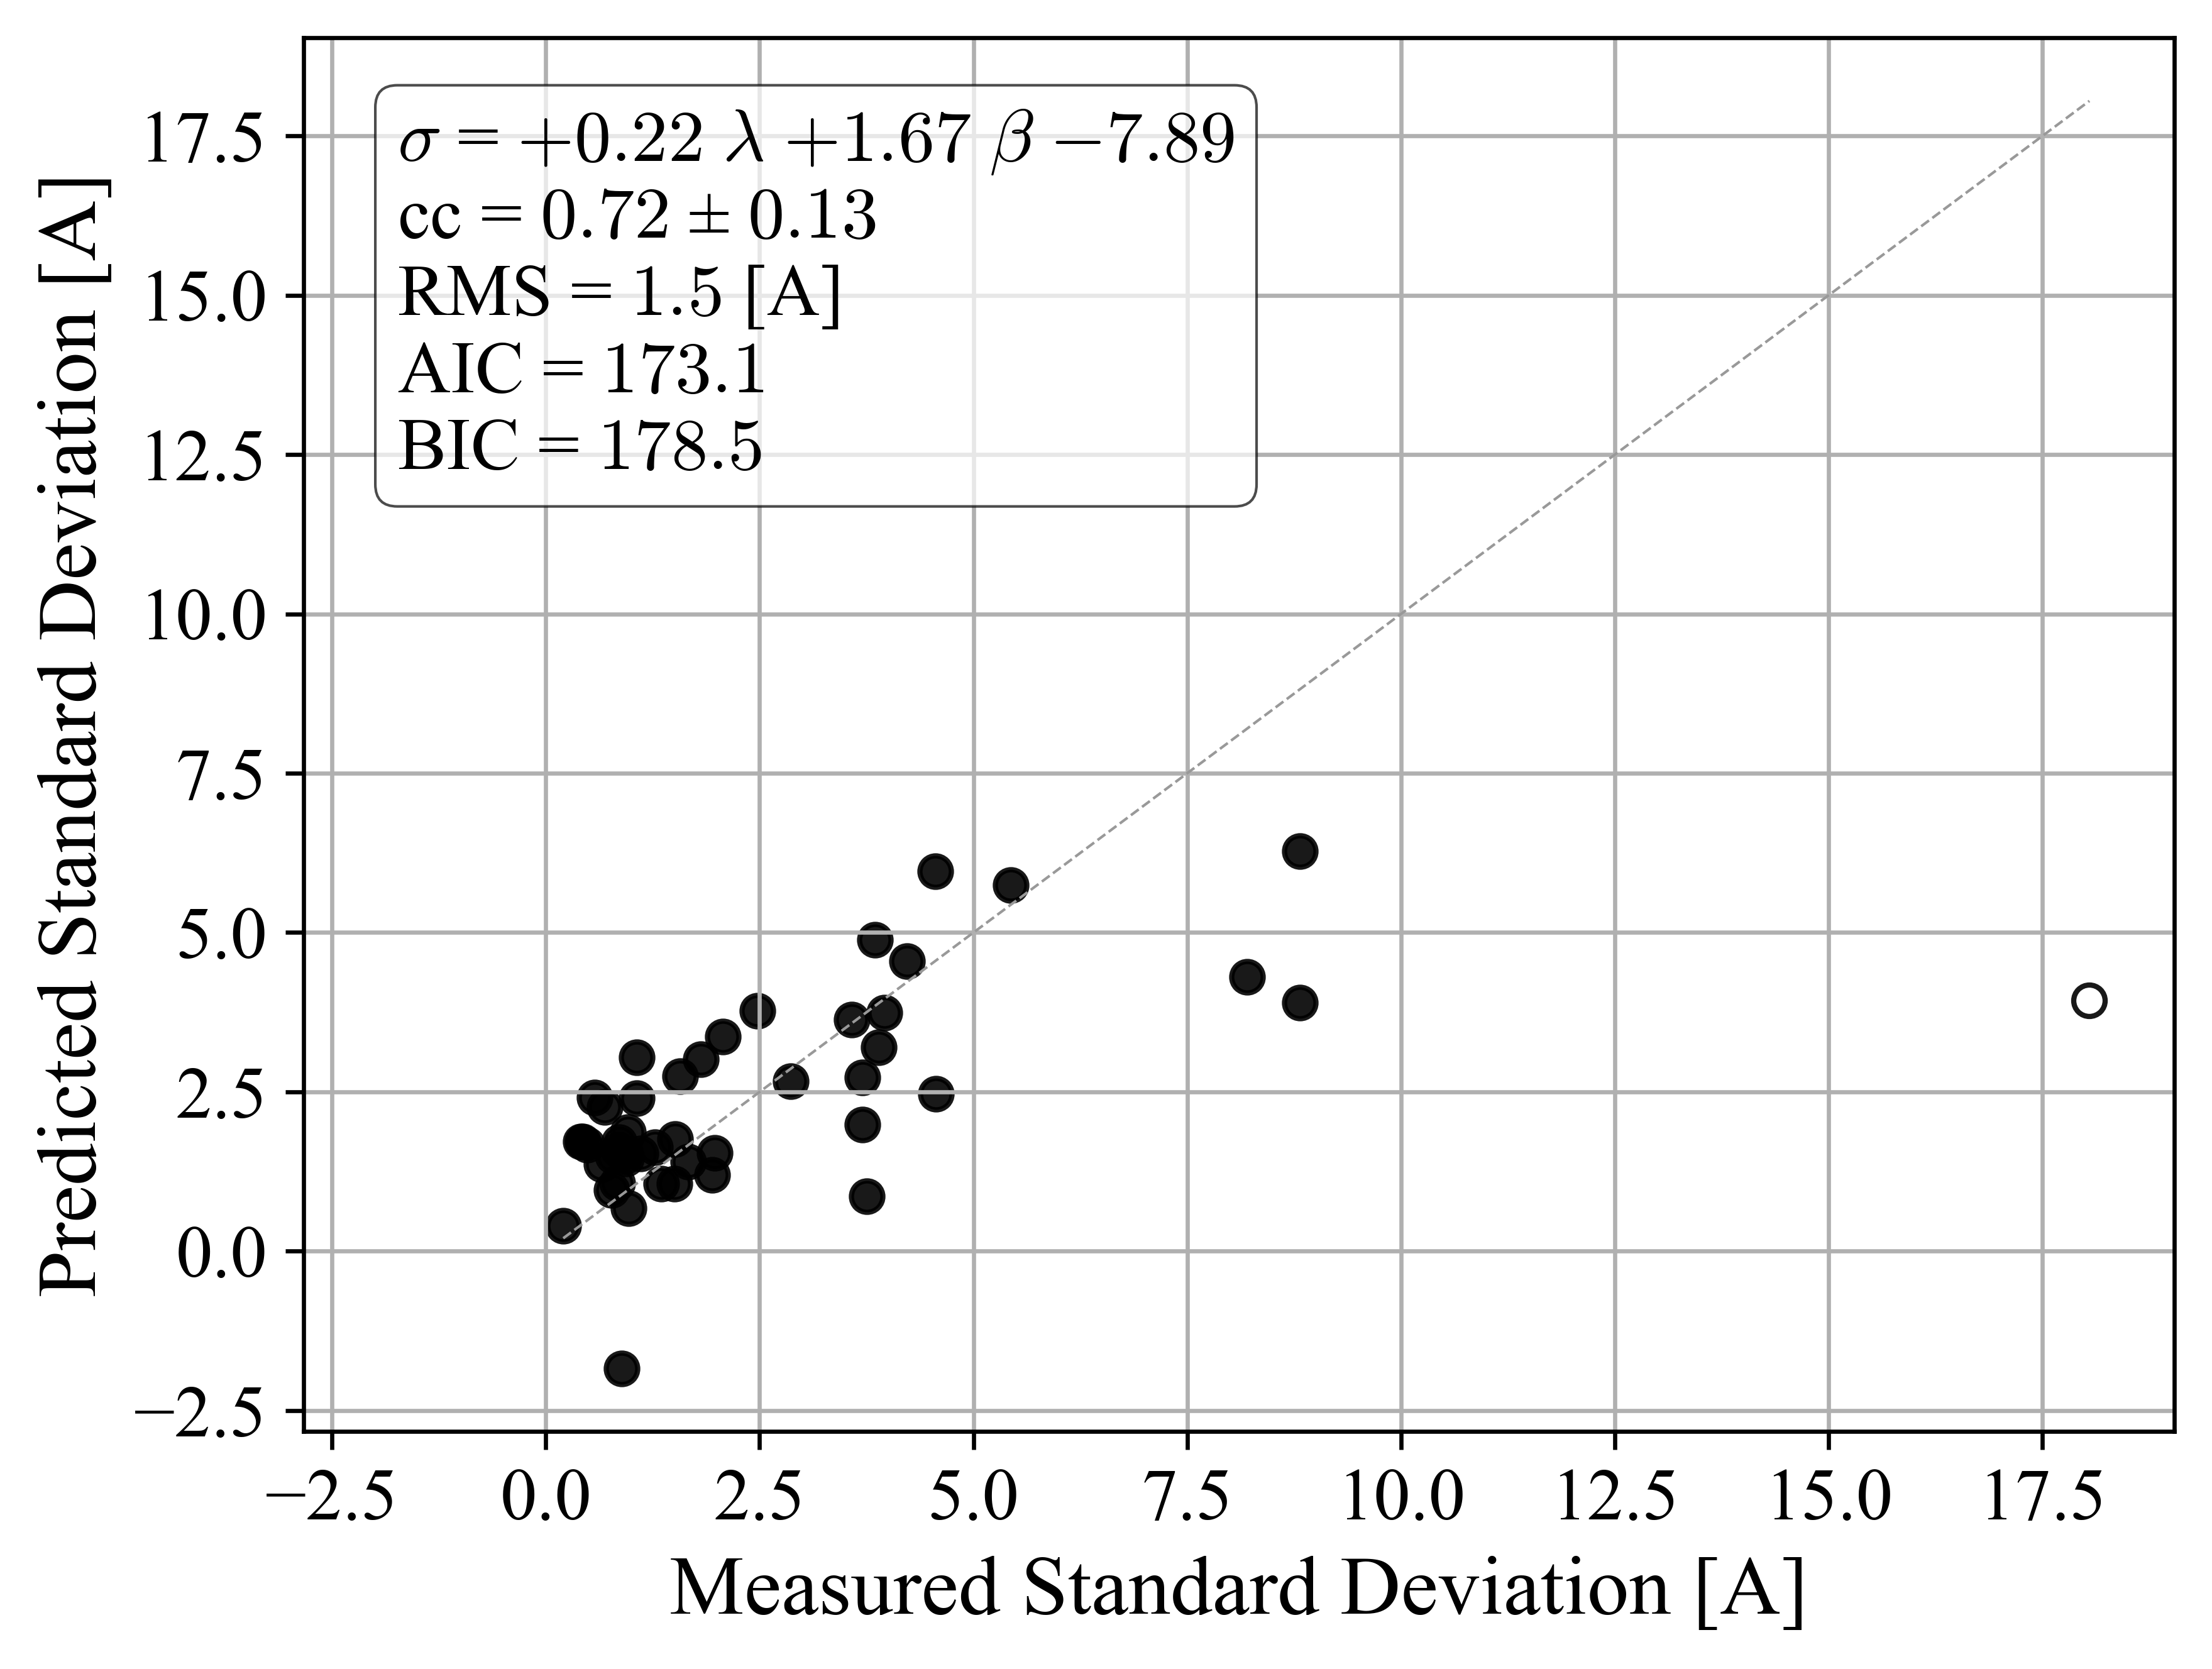 σ = +0.22 λ +1.67 β −7.89
cc = 0.72 ± 0.13
RMS = 1.5 [A]
AIC = 173.1
BIC = 178.5
Predicted Standard Deviation [A]
17.5
15.0
12.5
10.0
7.5
5.0
2.5
0.0
−2.5
−2.5 0.0 2.5 5.0 7.5 10.0 12.5 15.0 17.5
Measured Standard Deviation [A]